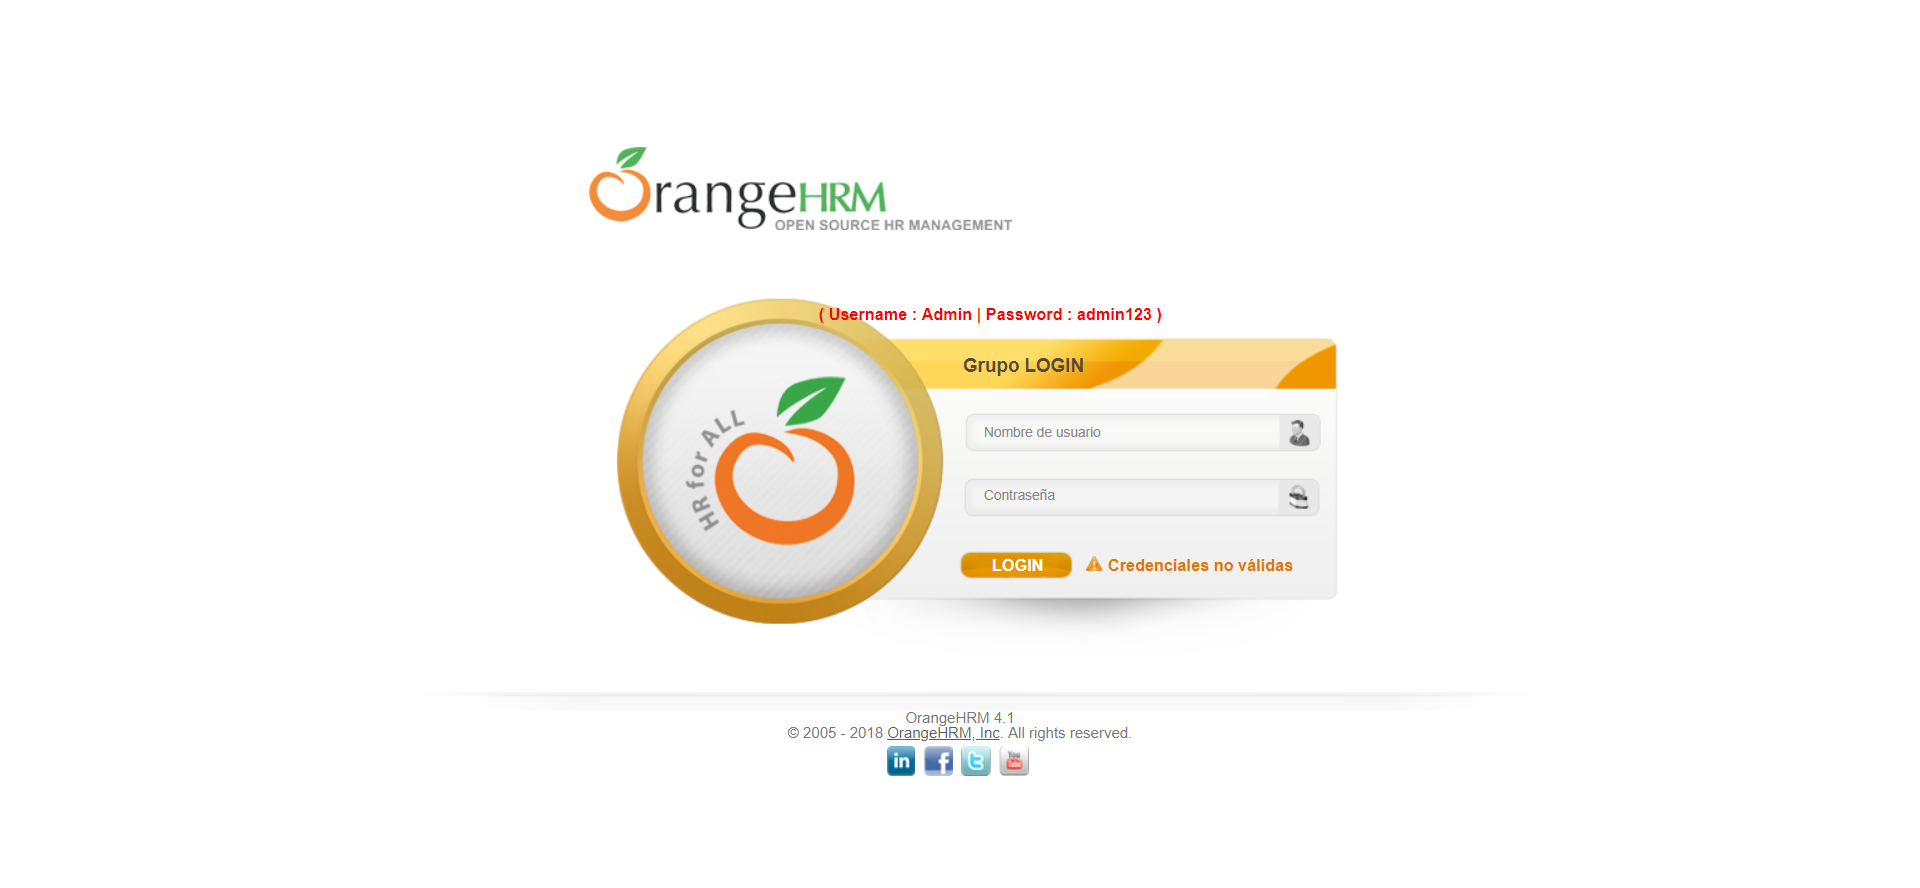 OrangeHRM
OPEN SOURCE HR MANAGEMENT
( Username : Admin | Password : admin123 )
Grupo LOGIN
HR for ALL
Nombre de usuario
Contraseña
LOGIN
Credenciales no válidas
OrangeHRM 4.1
© 2005 - 2018 OrangeHRM, Inc. All rights reserved.
in f t You Tube